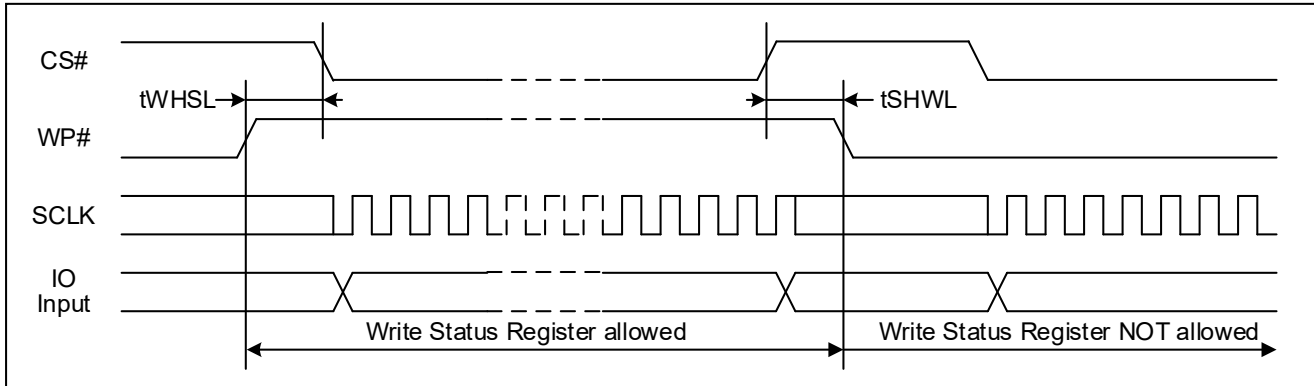 CS#
tWHSL
tSHWL
WP#
SCLK
IO
Input
Write Status Register allowed
Write Status Register NOT allowed